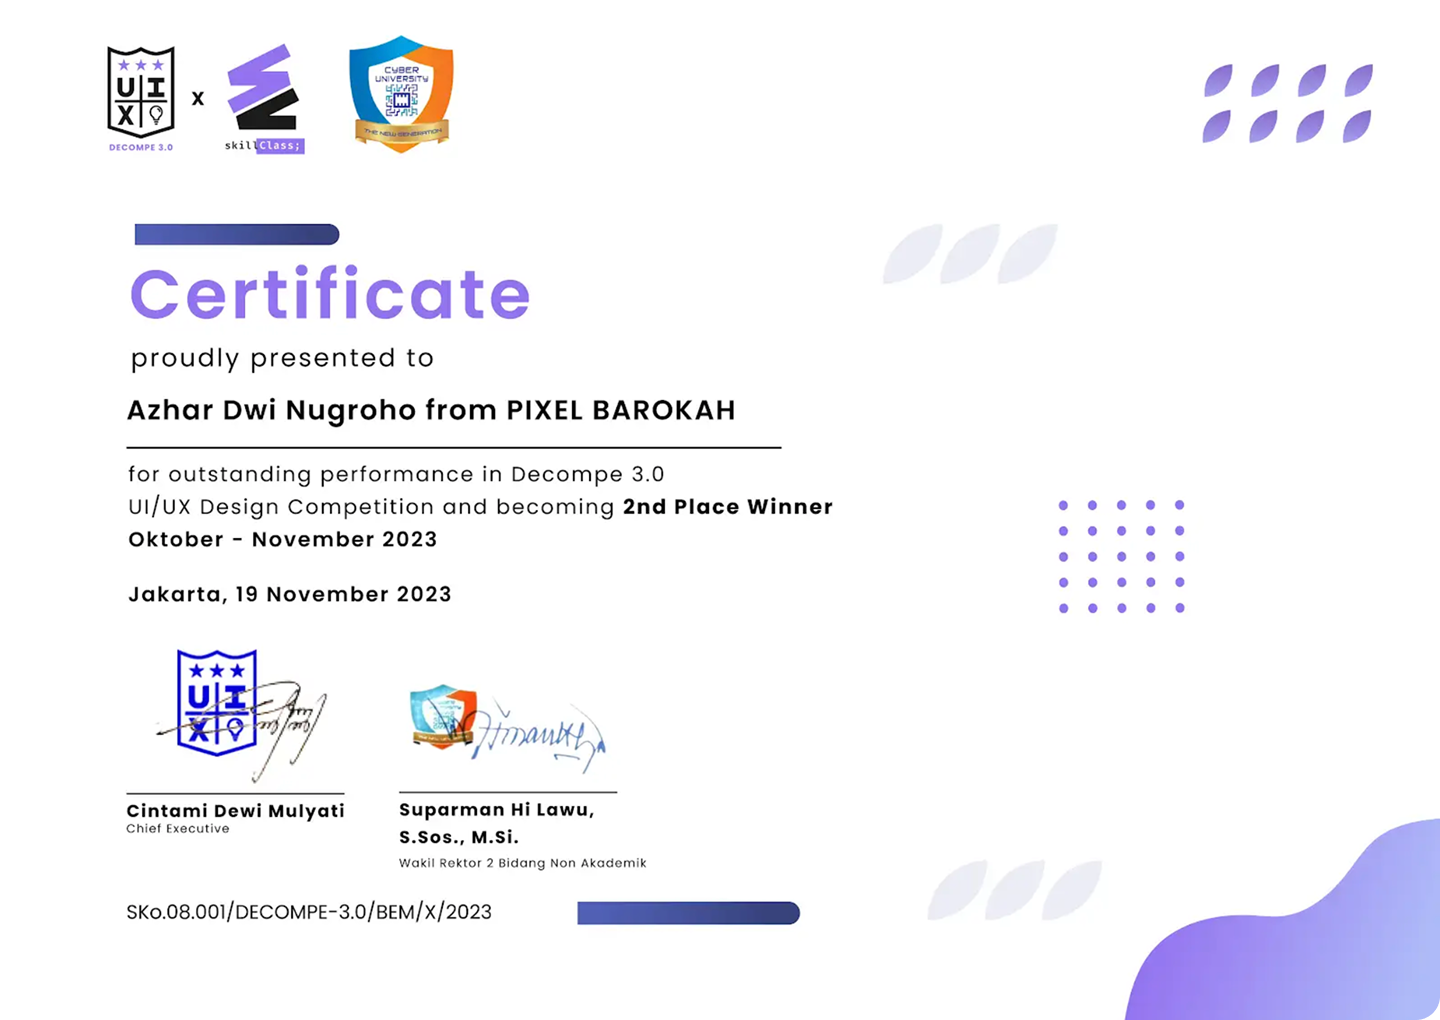 UI
X
DECOMPE 3.0
X
skillClass;
CYBER
UNIVERSITY
THE NEW GENERATION
Certificate
proudly presented to
Azhar Dwi Nugroho from PIXEL BAROKAH
for outstanding performance in Decompe 3.0
UI/UX Design Competition and becoming 2nd Place Winner
Oktober - November 2023
Jakarta, 19 November 2023
UI
X
Cintami Dewi Mulyati
Chief Executive
Suparman Hi Lawu,
S.Sos., M.Si.
Wakil Rektor 2 Bidang Non Akademik
SKo.08.001/DECOMPE-3.0/BEM/X/2023